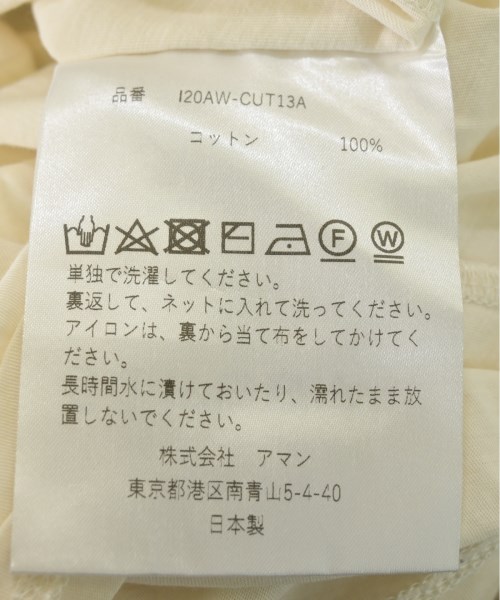 品番 I20AW-CUT13A
コットン 100%
F W
単独で洗濯してください。
裏返して、ネットに入れて洗ってください。
アイロンは、裏から当て布をしてかけてく
ださい。
長時間水に漬けておいたり、濡れたまま放
置しないでください。
株式会社 アマン
東京都港区南青山5-4-40
日本製